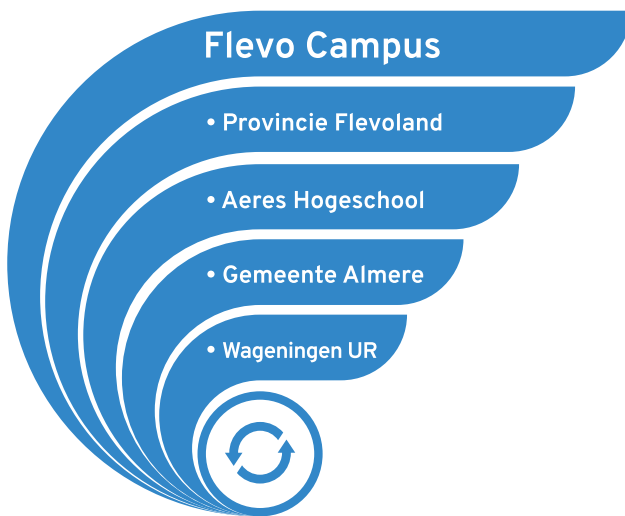 Flevo Campus
• Provincie Flevoland
• Aeres Hogeschool
• Gemeente Almere
• Wageningen UR